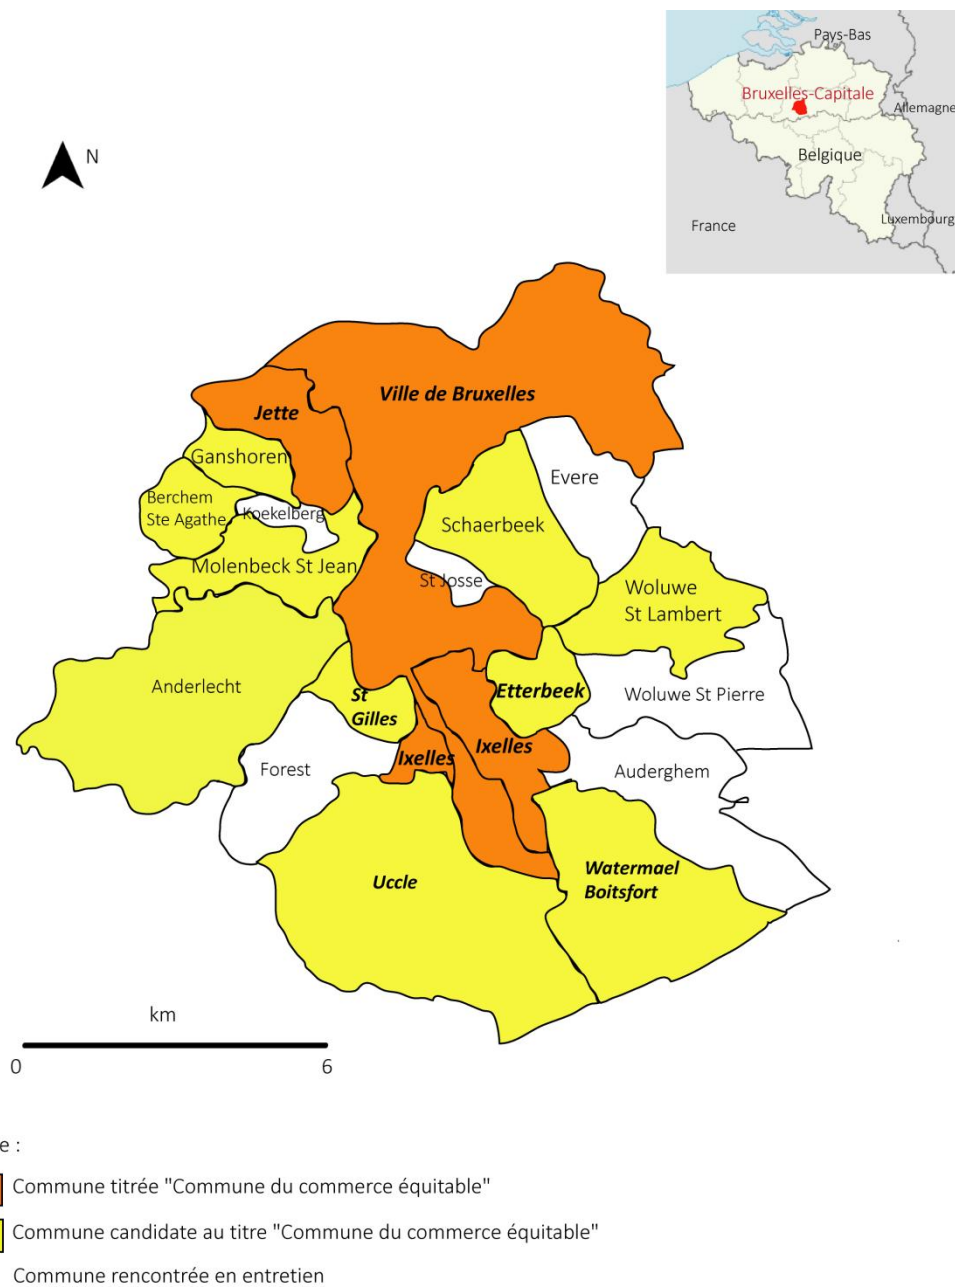 Pays-Bas
Bruxelles-Capitale
Allemagne
Belgique
Luxembourg
France
N
Ville de Bruxelles
Jette
Ganshoren
Evere
Berchem
Ste Agathe
Koekelberg
Schaerbeek
Molenbeck St Jean
St Josse
Woluwe
St Lambert
Anderlecht
St
Gilles
Etterbeek
Woluwe St Pierre
Ixelles
Ixelles
Forest
Auderghem
Uccle
Watermael
Boitsfort
km
0
6
e :
Commune titrée "Commune du commerce équitable"
Commune candidate au titre "Commune du commerce équitable"
Commune rencontrée en entretien